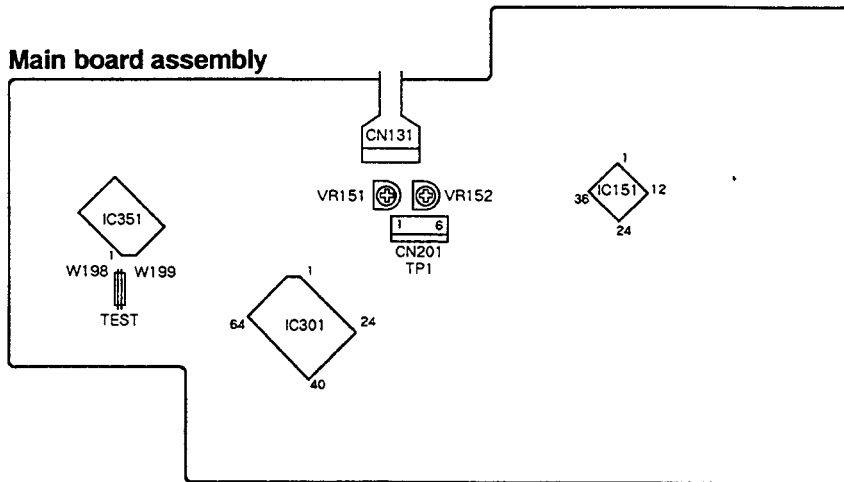 Main board assembly
CN131
VR151
VR152
1 6
CN201
TP1
1
36
IC151
12
24
IC351
1
W198 W199
TEST
1
64
IC301
24
40